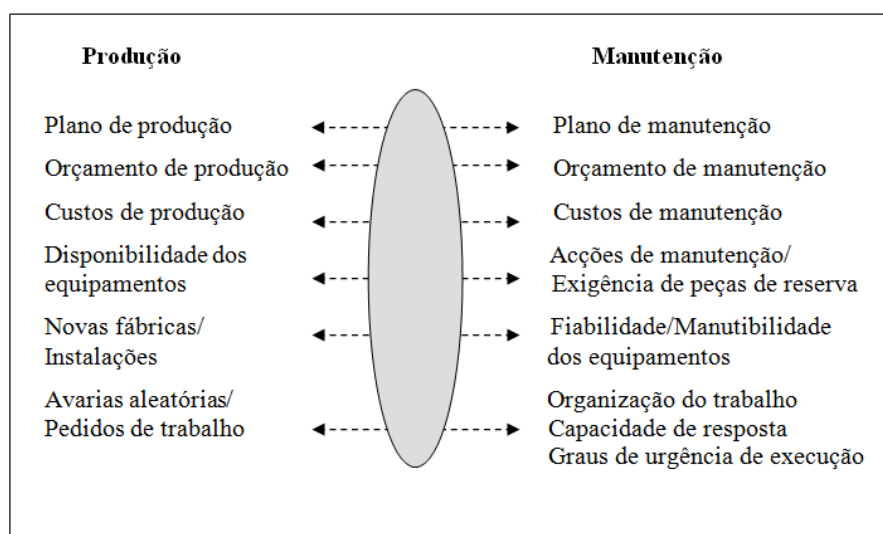 Produção
Manutenção
Plano de produção
Plano de manutenção
Orçamento de produção
Orçamento de manutenção
Custos de produção
Custos de manutenção
Disponibilidade dos
equipamentos
Acções de manutenção/
Exigência de peças de reserva
Novas fábricas/
Instalações
Fiabilidade/Manutibilidade
dos equipamentos
Avarias aleatórias/
Pedidos de trabalho
Organização do trabalho
Capacidade de resposta
Graus de urgência de execução